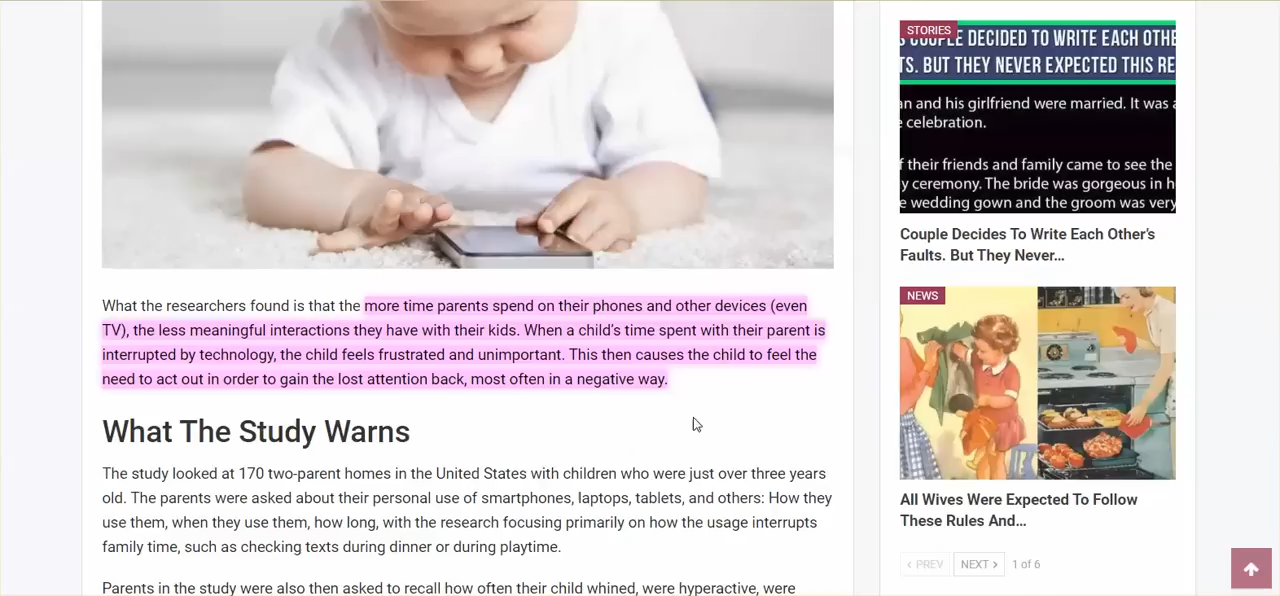 What the researchers found is that the more time parents spend on their phones and other devices (even
TV), the less meaningful interactions they have with their kids. When a child's time spent with their parent is
interrupted by technology, the child feels frustrated and unimportant. This then causes the child to feel the
need to act out in order to gain the lost attention back, most often in a negative way.
What The Study Warns
The study looked at 170 two-parent homes in the United States with children who were just over three years
old. The parents were asked about their personal use of smartphones, laptops, tablets, and others: How they
use them, when they use them, how long, with the research focusing primarily on how the usage interrupts
family time, such as checking texts during dinner or during playtime.
Parents in the study were also then asked to recall how often their child whined, were hyperactive, were
STORIES
COUPLE DECIDED TO WRITE EACH OTHE
TS. BUT THEY NEVER EXPECTED THIS RE
an and his girlfriend were married. It was a
e celebration.
f their friends and family came to see the
y ceremony. The bride was gorgeous in h
e wedding gown and the groom was very
Couple Decides To Write Each Other's
Faults. But They Never...
NEWS
All Wives Were Expected To Follow
These Rules And...
PREV NEXT 1 of 6